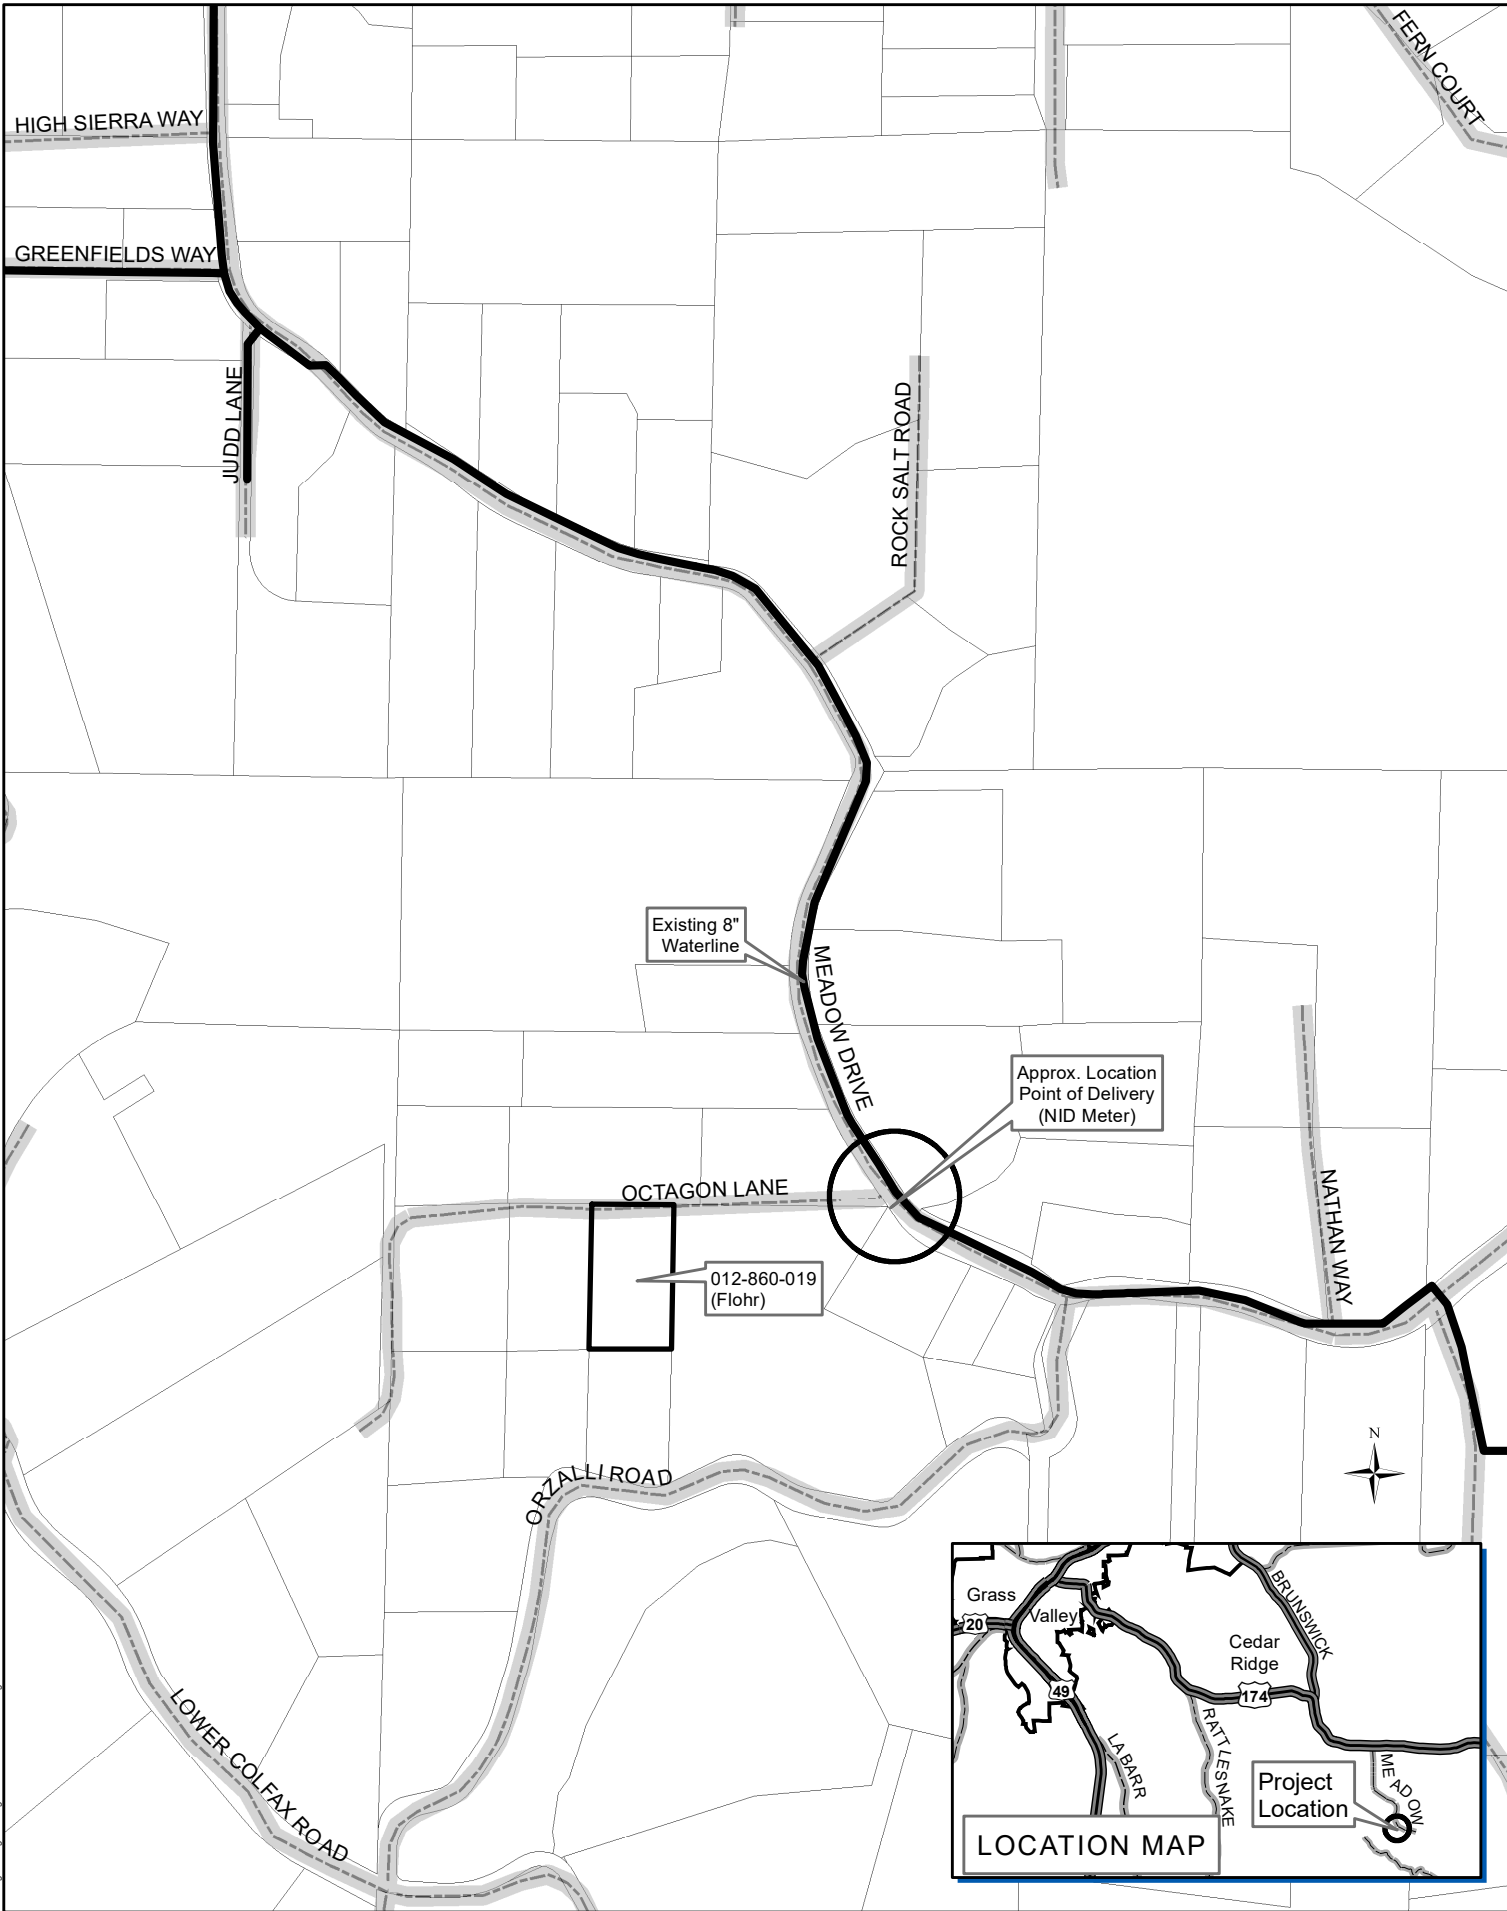 FERN COURT
HIGH SIERRA WAY
GREENFIELDS WAY
JUDD LANE
ROCK SALT ROAD
Existing 8"
Waterline
MEADOW DRIVE
Approx. Location
Point of Delivery
(NID Meter)
OCTAGON LANE
NATHAN WAY
012-860-019
(Flohr)
N
ORZALLI ROAD
LOWER COLFAX ROAD
Grass
Valley
20
49
BRUNSWICK
Cedar
Ridge
174
LA BARR
RATTLESNAKE
MEADOW
Project
Location
LOCATION MAP